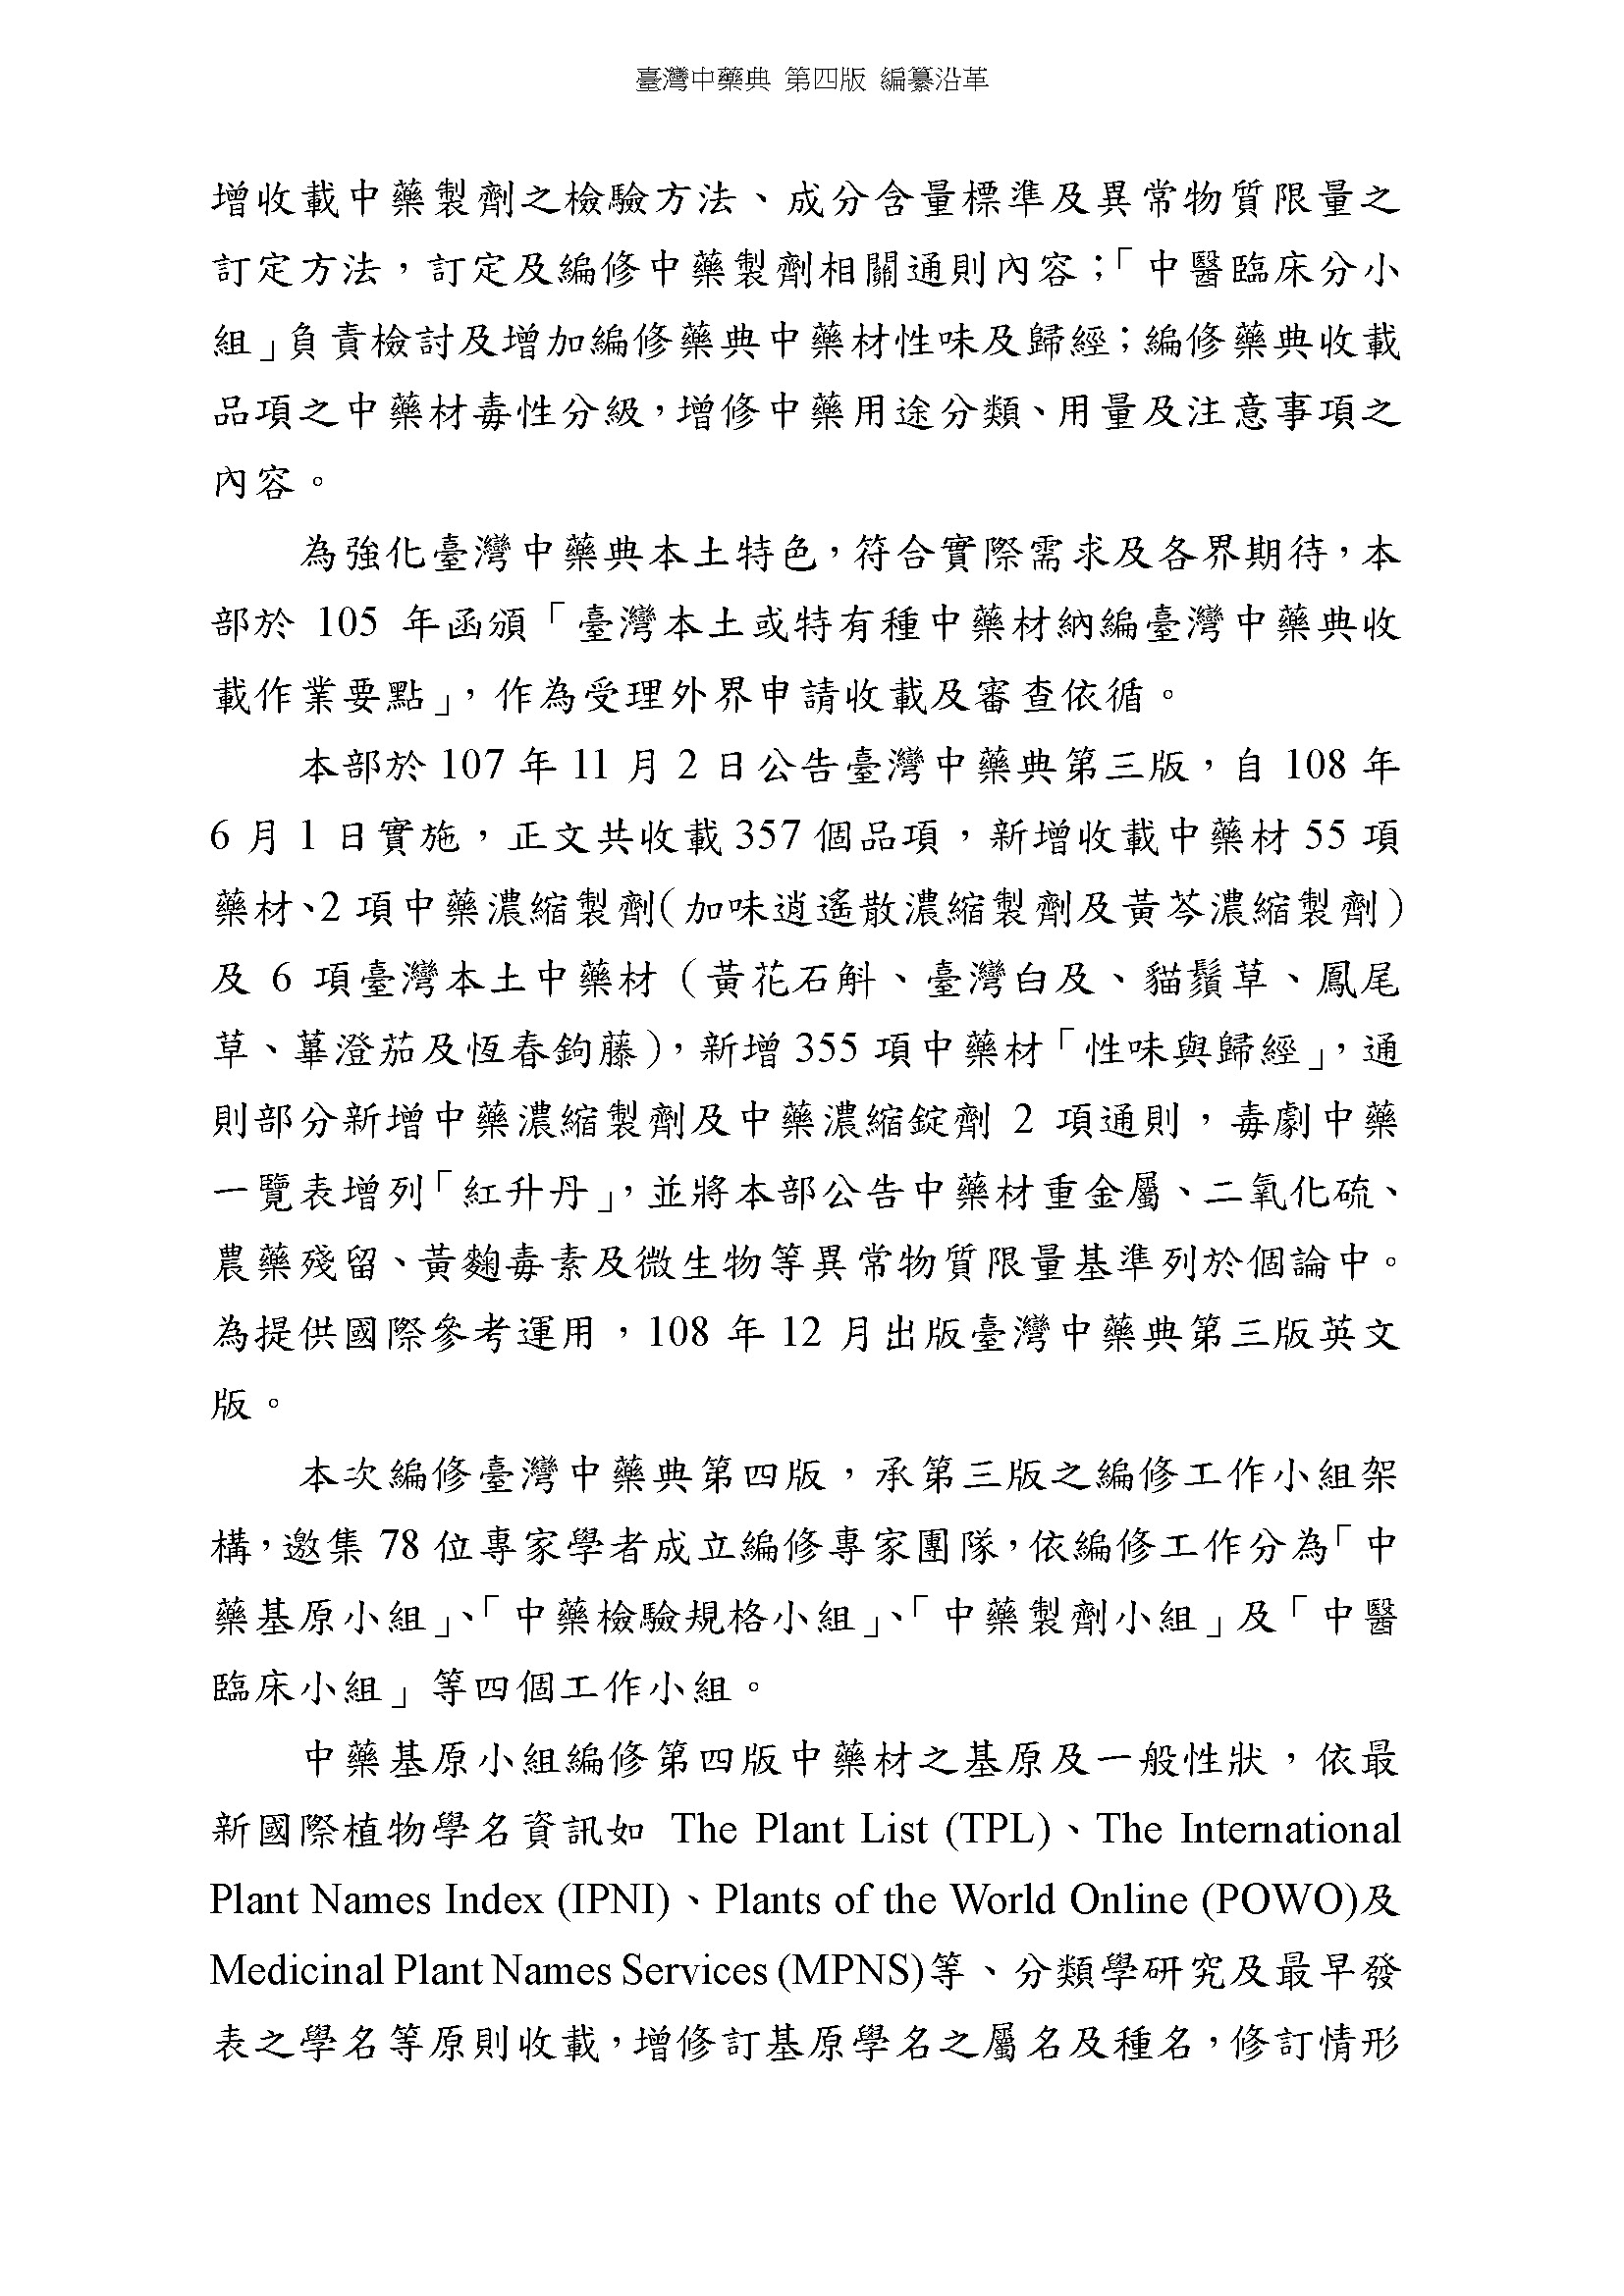 臺灣中藥典 第四版 編纂沿革
增收載中藥製劑之檢驗方法、成分含量標準及異常物質限量之
訂定方法，訂定及編修中藥製劑相關通則內容；「中醫臨床分小
組」負責檢討及增加編修藥典中藥材性味及歸經；編修藥典收載
品項之中藥材毒性分級，增修中藥用途分類、用量及注意事項之
內容。
為強化臺灣中藥典本土特色，符合實際需求及各界期待，本
部於 105 年函頒「臺灣本土或特有種中藥材納編臺灣中藥典收
載作業要點」，作為受理外界申請收載及審查依循。
本部於 107 年 11 月 2 日公告臺灣中藥典第三版，自 108 年
6 月 1 日實施，正文共收載 357 個品項，新增收載中藥材 55 項
藥材、2 項中藥濃縮製劑（加味逍遙散濃縮製劑及黃芩濃縮製劑）
及 6 項臺灣本土中藥材（黃花石斛、臺灣白及、貓鬚草、鳳尾
草、蓽澄茄及恆春鉤藤），新增 355 項中藥材「性味與歸經」，通
則部分新增中藥濃縮製劑及中藥濃縮錠劑 2 項通則，毒劇中藥
一覽表增列「紅升丹」，並將本部公告中藥材重金屬、二氧化硫、
農藥殘留、黃麴毒素及微生物等異常物質限量基準列於個論中。
為提供國際參考運用，108 年 12 月出版臺灣中藥典第三版英文
版。
本次編修臺灣中藥典第四版，承第三版之編修工作小組架
構，邀集 78 位專家學者成立編修專家團隊，依編修工作分為「中
藥基原小組」、「中藥檢驗規格小組」、「中藥製劑小組」及「中醫
臨床小組」等四個工作小組。
中藥基原小組編修第四版中藥材之基原及一般性狀，依最
新國際植物學名資訊如 The Plant List (TPL)、The International
Plant Names Index (IPNI)、Plants of the World Online (POWO)及
Medicinal Plant Names Services (MPNS)等、分類學研究及最早發
表之學名等原則收載，增修訂基原學名之屬名及種名，修訂情形